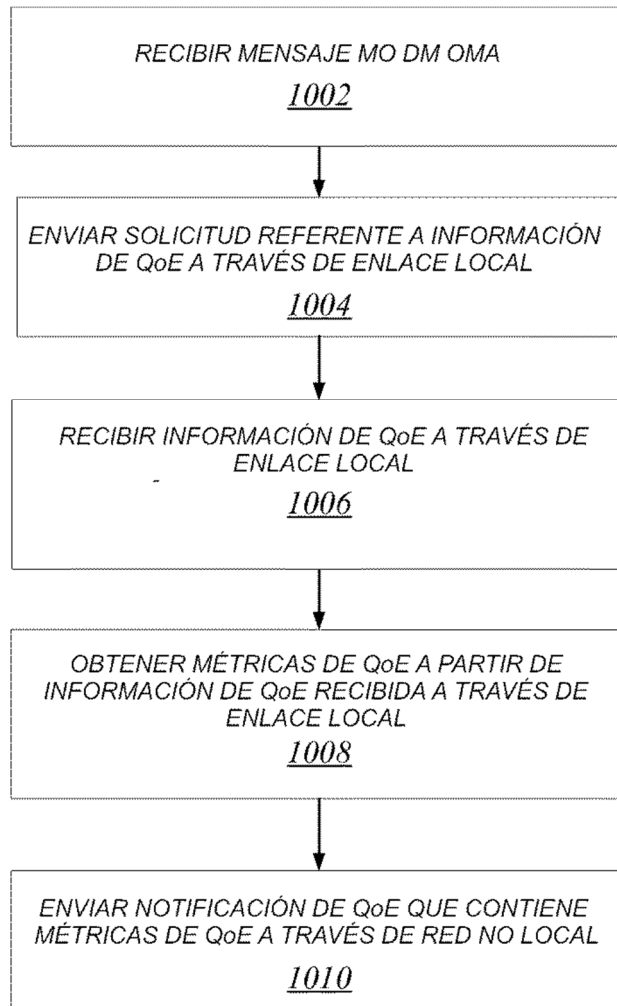 RECIBIR MENSAJE MO DM OMA
1002
ENVIAR SOLICITUD REFERENTE A INFORMACIÓN
DE QoE A TRAVÉS DE ENLACE LOCAL
1004
RECIBIR INFORMACIÓN DE QoE A TRAVÉS DE
ENLACE LOCAL
1006
OBTENER MÉTRICAS DE QoE A PARTIR DE
INFORMACIÓN DE QoE RECIBIDA A TRAVÉS DE
ENLACE LOCAL
1008
ENVIAR NOTIFICACIÓN DE QoE QUE CONTIENE
MÉTRICAS DE QoE A TRAVÉS DE RED NO LOCAL
1010